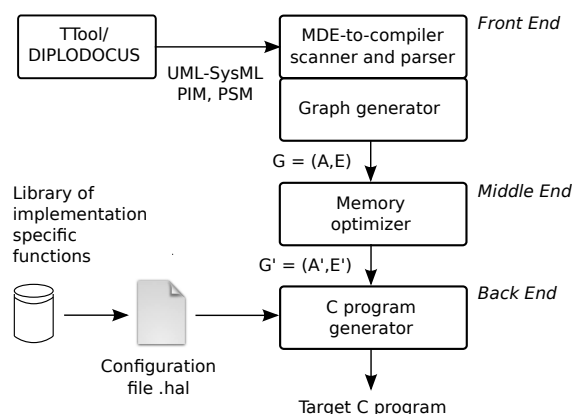 TTool/
DIPLODOCUS
UML-SysML
PIM, PSM
MDE-to-compiler
scanner and parser
Front End
Graph generator
G = (A,E)
Library of
implementation
specific
functions
Memory
optimizer
Middle End
G' = (A',E')
Configuration
file .hal
C program
generator
Back End
Target C program